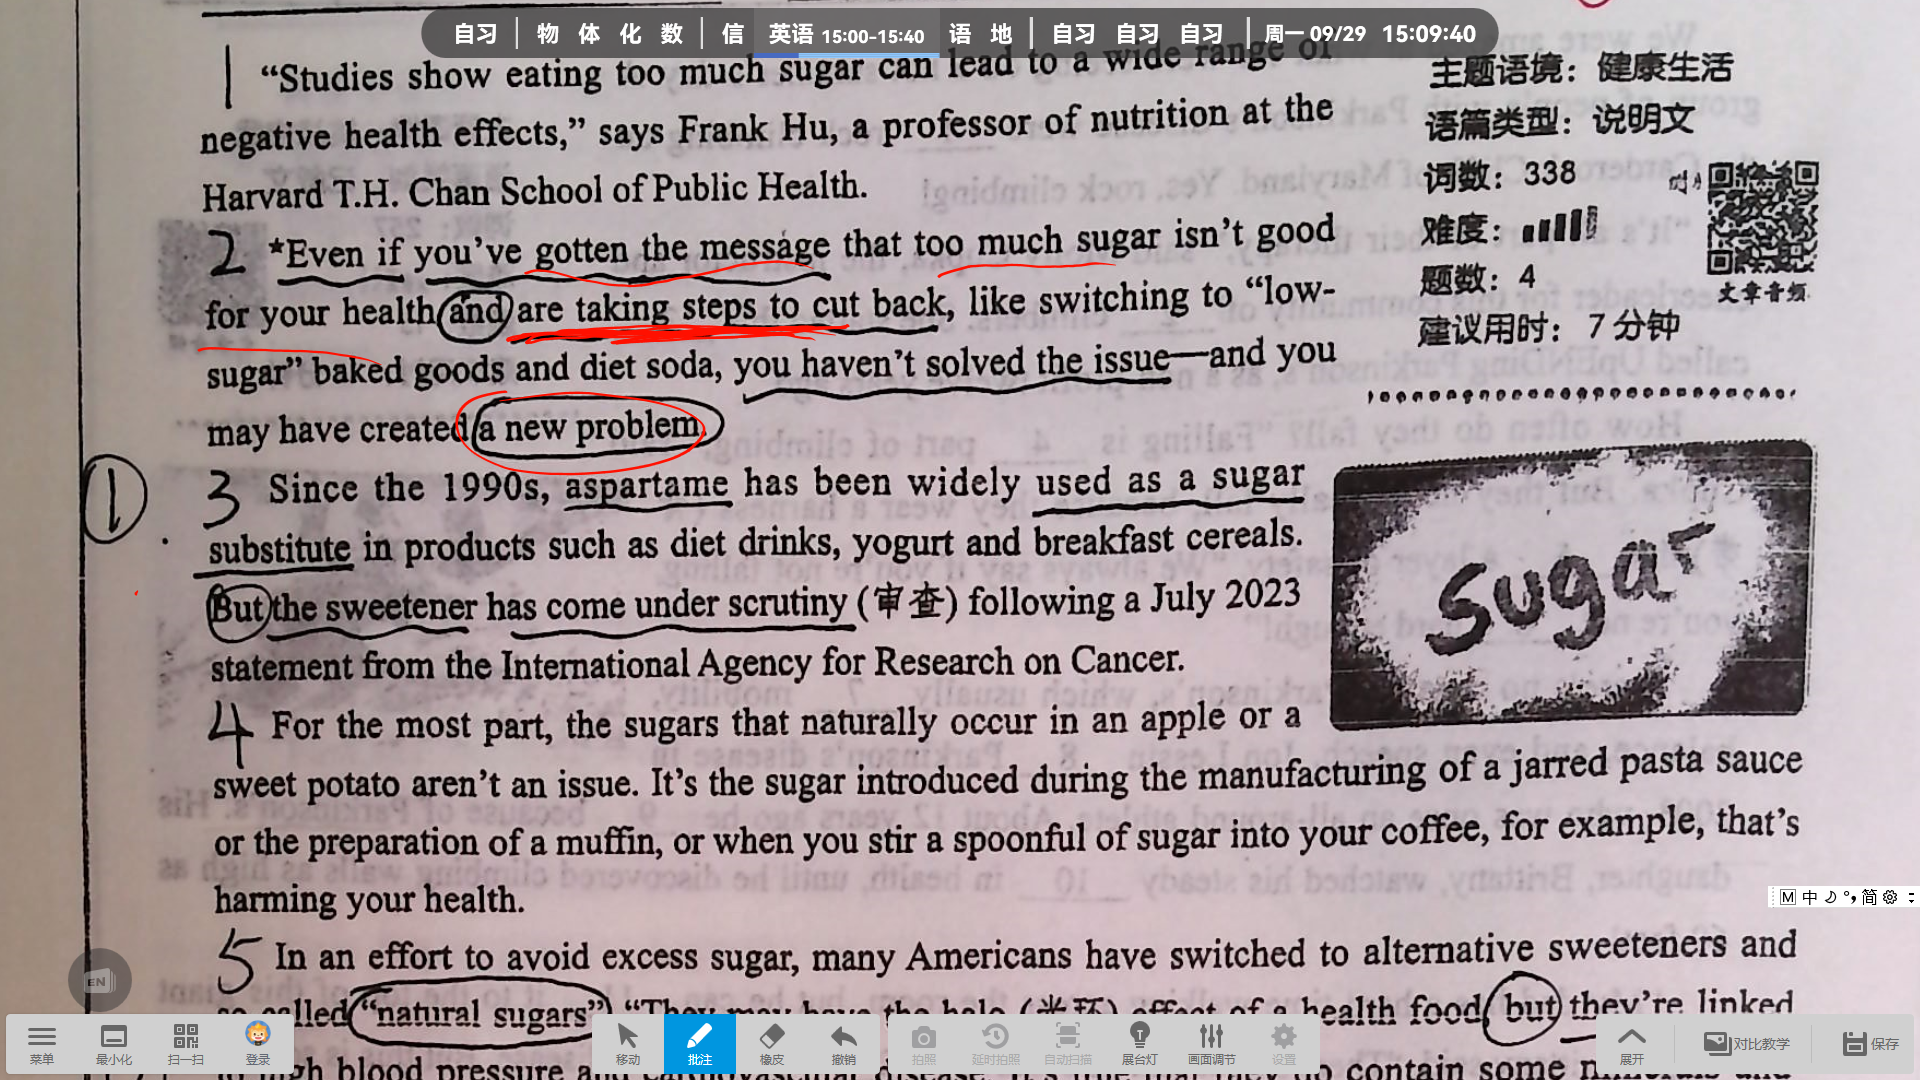 自习 | 物 体 化 数 | 信 英语 15:00-15:40 语 地 | 自习 自习 自习 | 周一 09/29 15:09:40
1 “Studies show eating too much sugar can lead to a wide range of
negative health effects,” says Frank Hu, a professor of nutrition at the
Harvard T.H. Chan School of Public Health.
2 *Even if you’ve gotten the message that too much sugar isn’t good
for your health and are taking steps to cut back, like switching to “low-
sugar” baked goods and diet soda, you haven’t solved the issue—and you
may have created a new problem.
① 3 Since the 1990s, aspartame has been widely used as a sugar
substitute in products such as diet drinks, yogurt and breakfast cereals.
But the sweetener has come under scrutiny (审查) following a July 2023
statement from the International Agency for Research on Cancer.
4 For the most part, the sugars that naturally occur in an apple or a
sweet potato aren’t an issue. It’s the sugar introduced during the manufacturing of a jarred pasta sauce
or the preparation of a muffin, or when you stir a spoonful of sugar into your coffee, for example, that’s
harming your health.
5 In an effort to avoid excess sugar, many Americans have switched to alternative sweeteners and
“natural sugars” “They may have the halo (光环) effect of a health food, but they’re linked
high blood pressure and cardiovascular disease. contain some
主题语境：健康生活
语篇类型：说明文
词数：338
难度：
题数：4
建议用时：7 分钟
文章音频
sugar
M 中 简
EN
菜单 最小化 扫一扫 登录 移动 批注 橡皮 撤销 拍照 延时拍照 自动扫描 展台灯 画面调节 设置 展开 对比教学 保存